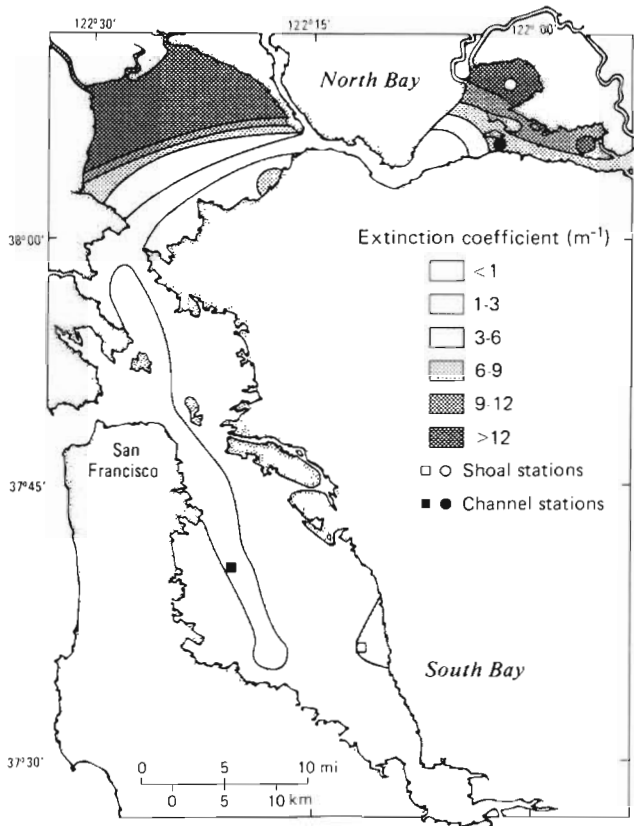 122° 30'
122° 15'
122° 00'
North Bay
38° 00'
Extinction coefficient (m⁻¹)
< 1
1-3
3-6
6-9
9-12
>12
Shoal stations
Channel stations
San
Francisco
37° 45'
South Bay
37° 30'
0 5 10 mi
0 5 10 km